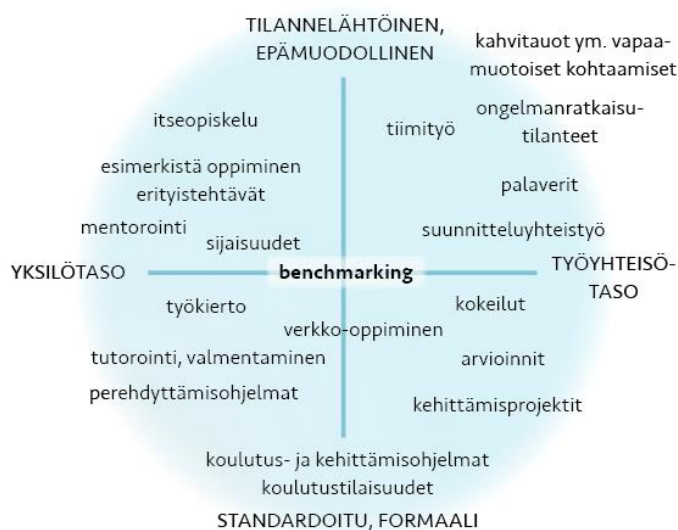 TILANNELÄHTÖINEN,
EPÄMUODOLLINEN
kahvitauot ym. vapaa-
muotoiset kohtaamiset
itseopiskelu
tiimityö
ongelmanratkaisu-
tilanteet
esimerkistä oppiminen
erityistehtävät
palaverit
mentorointi
sijaisuudet
suunnitteluyhteistyö
YKSILÖTASO
benchmarking
TYÖYHTEISÖ-
TASO
työkierto
kokeilut
verkko-oppiminen
tutorointi, valmentaminen
arvioinnit
perehdyttämisohjelmat
kehittämisprojektit
koulutus- ja kehittämisohjelmat
koulutustilaisuudet
STANDARDOITU, FORMAALI